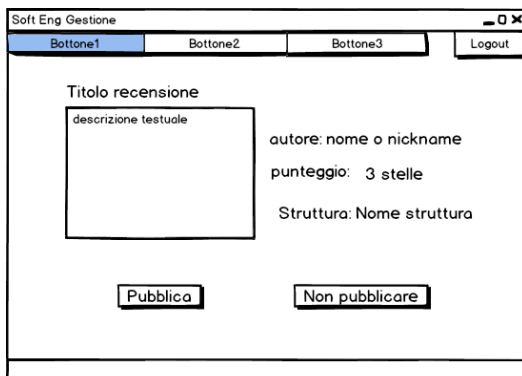 Soft Eng Gestione
Bottone1
Bottone2
Bottone3
Logout
Titolo recensione
descrizione testuale
autore: nome o nickname
punteggio: 3 stelle
Struttura: Nome struttura
Pubblica
Non pubblicare